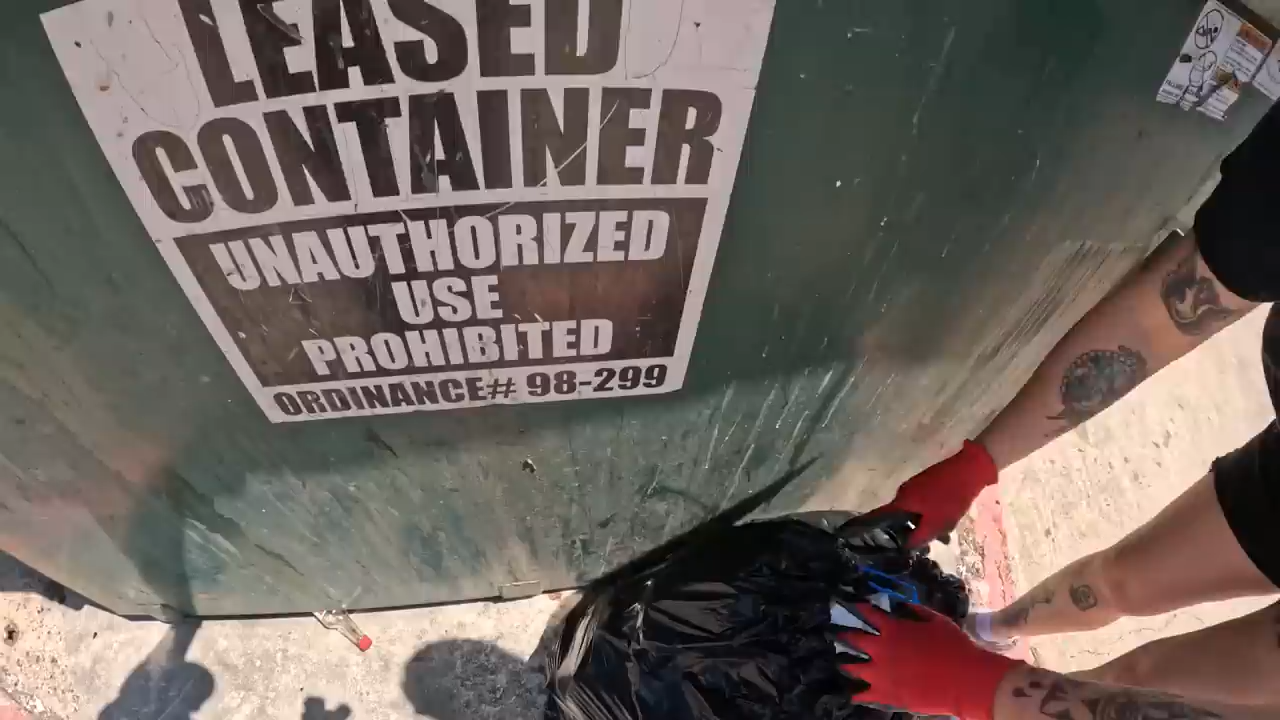 LEASED
CONTAINER
UNAUTHORIZED
USE
PROHIBITED
ORDINANCE# 98-299